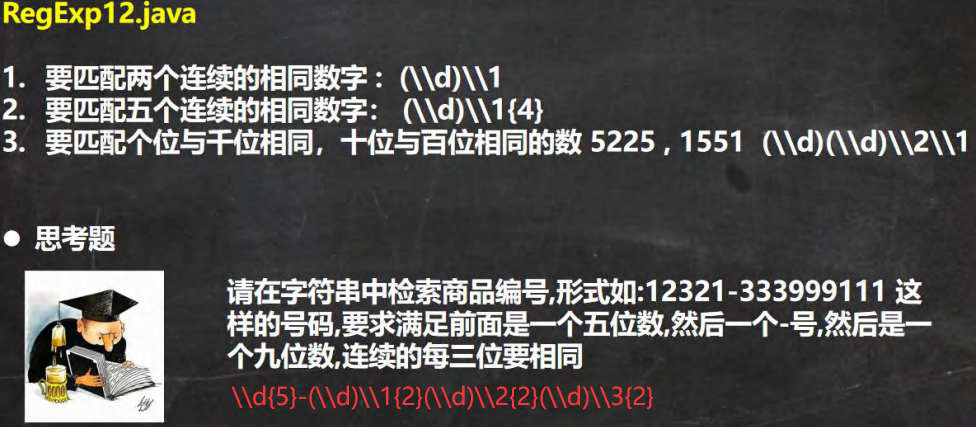 RegExp12.java
1. 要匹配两个连续的相同数字 : (\\d)\\1
2. 要匹配五个连续的相同数字: (\\d)\\1{4}
3. 要匹配个位与千位相同，十位与百位相同的数 5225 , 1551 (\\d)(\\d)\\2\\1
● 思考题
请在字符串中检索商品编号,形式如:12321-333999111 这
样的号码,要求满足前面是一个五位数,然后一个-号,然后是一
个九位数,连续的每三位要相同
\\d{5}-(\\d)\\1{2}(\\d)\\2{2}(\\d)\\3{2}